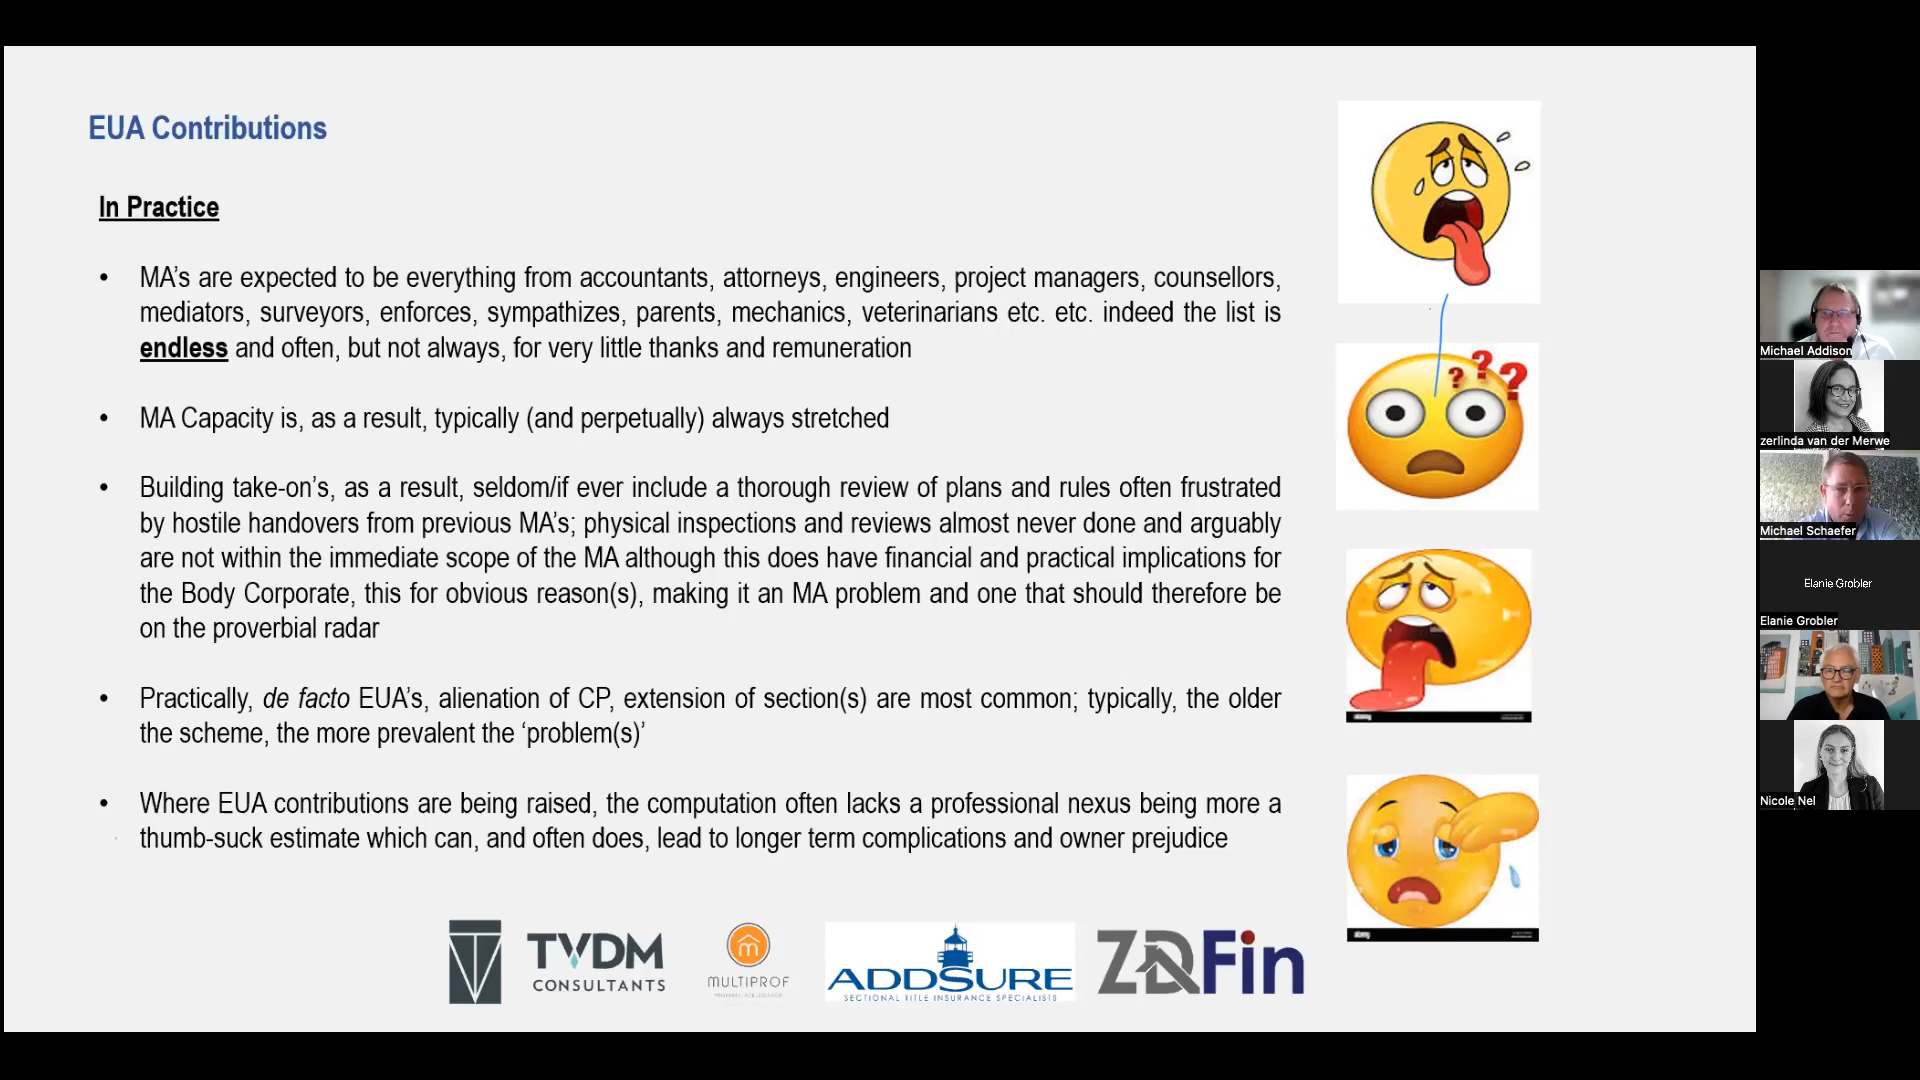 EUA Contributions
In Practice
• MA’s are expected to be everything from accountants, attorneys, engineers, project managers, counsellors,
mediators, surveyors, enforces, sympathizes, parents, mechanics, veterinarians etc. etc. indeed the list is
endless and often, but not always, for very little thanks and remuneration
• MA Capacity is, as a result, typically (and perpetually) always stretched
• Building take-on’s, as a result, seldom/if ever include a thorough review of plans and rules often frustrated
by hostile handovers from previous MA’s; physical inspections and reviews almost never done and arguably
are not within the immediate scope of the MA although this does have financial and practical implications for
the Body Corporate, this for obvious reason(s), making it an MA problem and one that should therefore be
on the proverbial radar
• Practically, de facto EUA’s, alienation of CP, extension of section(s) are most common; typically, the older
the scheme, the more prevalent the ‘problem(s)’
• Where EUA contributions are being raised, the computation often lacks a professional nexus being more a
thumb-suck estimate which can, and often does, lead to longer term complications and owner prejudice
? ? ?
TVDM
CONSULTANTS
MULTIPROF
ADDSURE
SECTIONAL TITLE INSURANCE SPECIALISTS
ZDFin
Michael Addison
zerlinda van der Merwe
Michael Schaefer
Elanie Grobler
Elanie Grobler
Nicole Nel